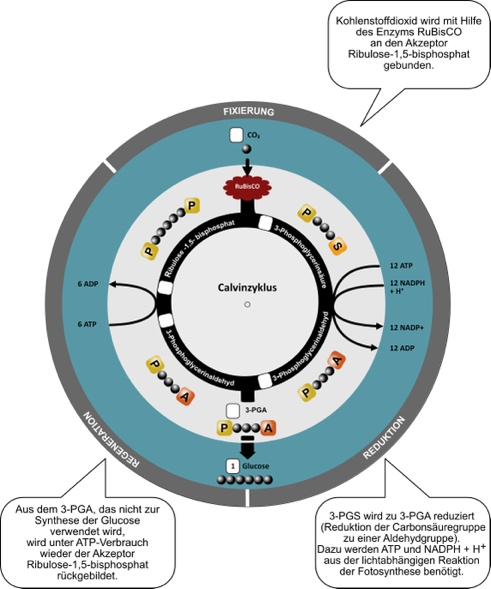 Kohlenstoffdioxid wird mit Hilfe
des Enzyms RuBisCO
an den Akzeptor
Ribulose-1,5-bisphosphat
gebunden.
FIXIERUNG
CO₂
RuBisCO
P
P
P
S
Ribulose -1,5- bisphosphat
3-Phosphoglycerinsäure
Calvinzyklus
6 ADP
6 ATP
12 ATP
12 NADPH
+ H⁺
12 NADP+
12 ADP
3-Phosphoglycerinaldehyd
3-Phosphoglycerinaldehyd
P
A
P
A
3-PGA
P
A
1 Glucose
REGENERATION
REDUKTION
Aus dem 3-PGA, das nicht zur
Synthese der Glucose
verwendet wird,
wird unter ATP-Verbrauch
wieder der Akzeptor
Ribulose-1,5-bisphosphat
rückgebildet.
3-PGS wird zu 3-PGA reduziert
(Reduktion der Carbonsäuregruppe
zu einer Aldehydgruppe).
Dazu werden ATP und NADPH + H⁺
aus der lichtabhängigen Reaktion
der Fotosynthese benötigt.